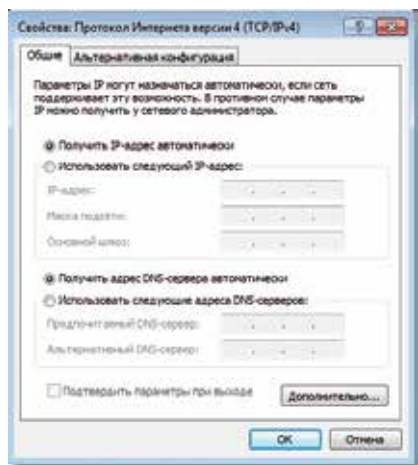 Свойства: Протокол Интернета версии 4 (TCP/IPv4)
Общие
Альтернативная конфигурация
Параметры IP могут назначаться автоматически, если сеть
поддерживает эту возможность. В противном случае параметры
IP можно получить у сетевого администратора.
Получить IP-адрес автоматически
Использовать следующий IP-адрес:
IP-адрес:
Маска подсети:
Основной шлюз:
Получить адрес DNS-сервера автоматически
Использовать следующие адреса DNS-серверов:
Предпочитаемый DNS-сервер:
Альтернативный DNS-сервер:
Подтвердить параметры при выходе
Дополнительно...
ОК
Отмена